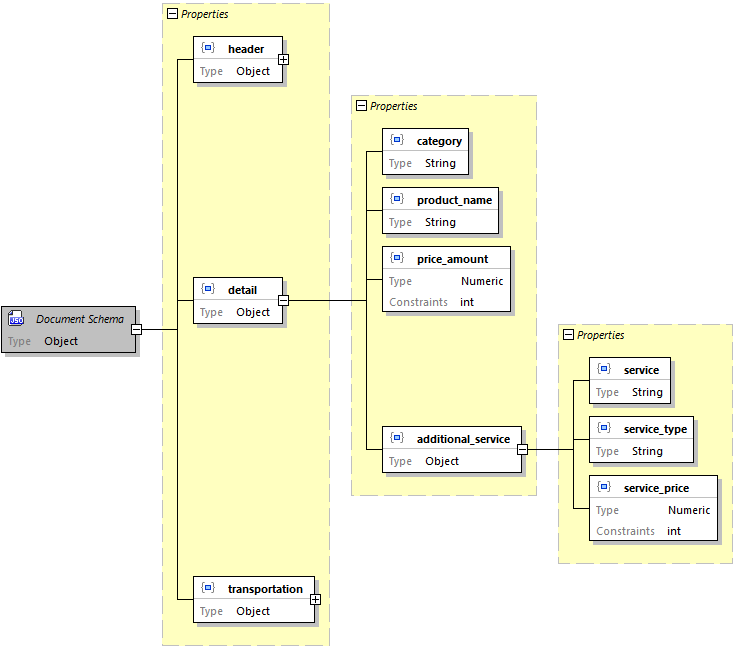 Properties
header
Type Object
Properties
category
Type String
product_name
Type String
price_amount
Type Numeric
Constraints int
detail
Type Object
JSD Document Schema
Type Object
Properties
service
Type String
service_type
Type String
service_price
Type Numeric
Constraints int
additional_service
Type Object
transportation
Type Object